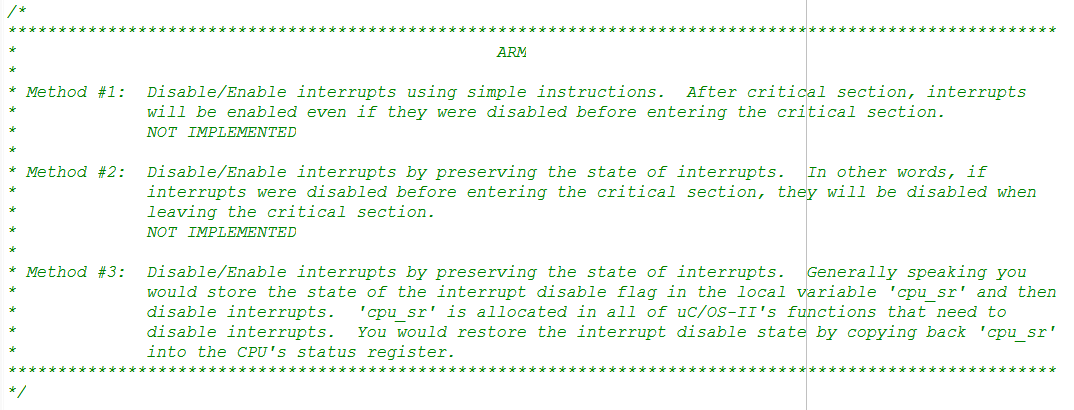 /*
*********************************************************************************************************
*                                                ARM
*
* Method #1:  Disable/Enable interrupts using simple instructions.  After critical section, interrupts
*             will be enabled even if they were disabled before entering the critical section.
*             NOT IMPLEMENTED
*
* Method #2:  Disable/Enable interrupts by preserving the state of interrupts.  In other words, if
*             interrupts were disabled before entering the critical section, they will be disabled when
*             leaving the critical section.
*             NOT IMPLEMENTED
*
* Method #3:  Disable/Enable interrupts by preserving the state of interrupts.  Generally speaking you
*             would store the state of the interrupt disable flag in the local variable 'cpu_sr' and then
*             disable interrupts.  'cpu_sr' is allocated in all of uC/OS-II's functions that need to
*             disable interrupts.  You would restore the interrupt disable state by copying back 'cpu_sr'
*             into the CPU's status register.
*********************************************************************************************************
*/